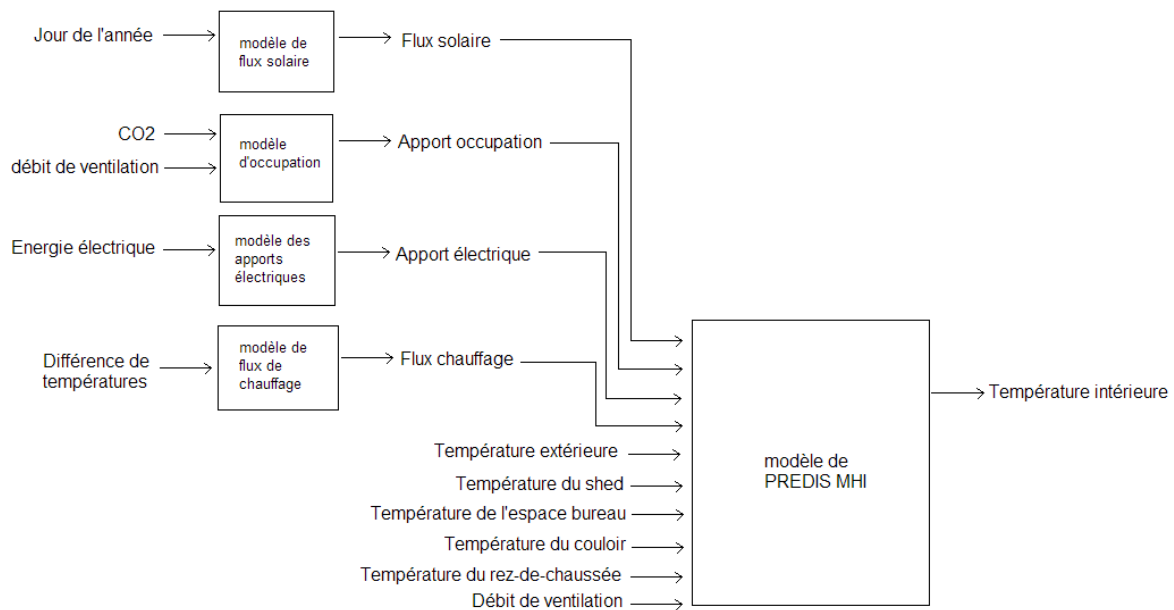 Jour de l'année
modèle de
flux solaire
Flux solaire
CO2
débit de ventilation
modèle
d'occupation
Apport occupation
Energie électrique
modèle des
apports
électriques
Apport électrique
Différence de
températures
modèle de
flux de
chauffage
Flux chauffage
Température extérieure
Température du shed
Température de l'espace bureau
Température du couloir
Température du rez-de-chaussée
Débit de ventilation
modèle de
PREDIS MHI
Température intérieure